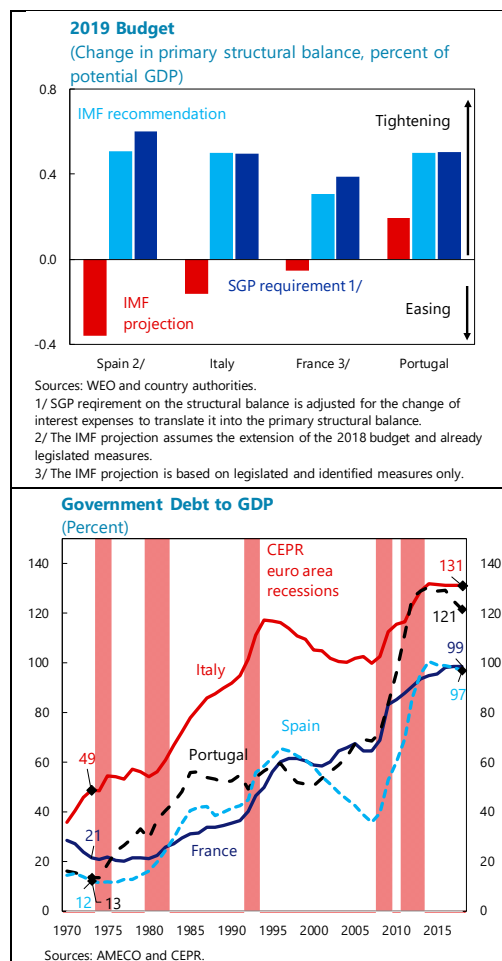 2019 Budget
(Change in primary structural balance, percent of
potential GDP)
0.8
IMF recommendation
Tightening
0.4
0.0
SGP requirement 1/
IMF
projection
Easing
-0.4
Spain 2/ Italy France 3/ Portugal
Sources: WEO and country authorities.
1/ SGP reqirement on the structural balance is adjusted for the change of
interest expenses to translate it into the primary structural balance.
2/ The IMF projection assumes the extension of the 2018 budget and already
legislated measures.
3/ The IMF projection is based on legislated and identified measures only.
Government Debt to GDP
(Percent)
140 140
CEPR
euro area
recessions
131
120 120
121
100 100
99
97
Italy
80 80
Spain
Portugal
60 60
49
40 40
France
21
20 20
12 13
0 0
1970 1975 1980 1985 1990 1995 2000 2005 2010 2015
Sources: AMECO and CEPR.